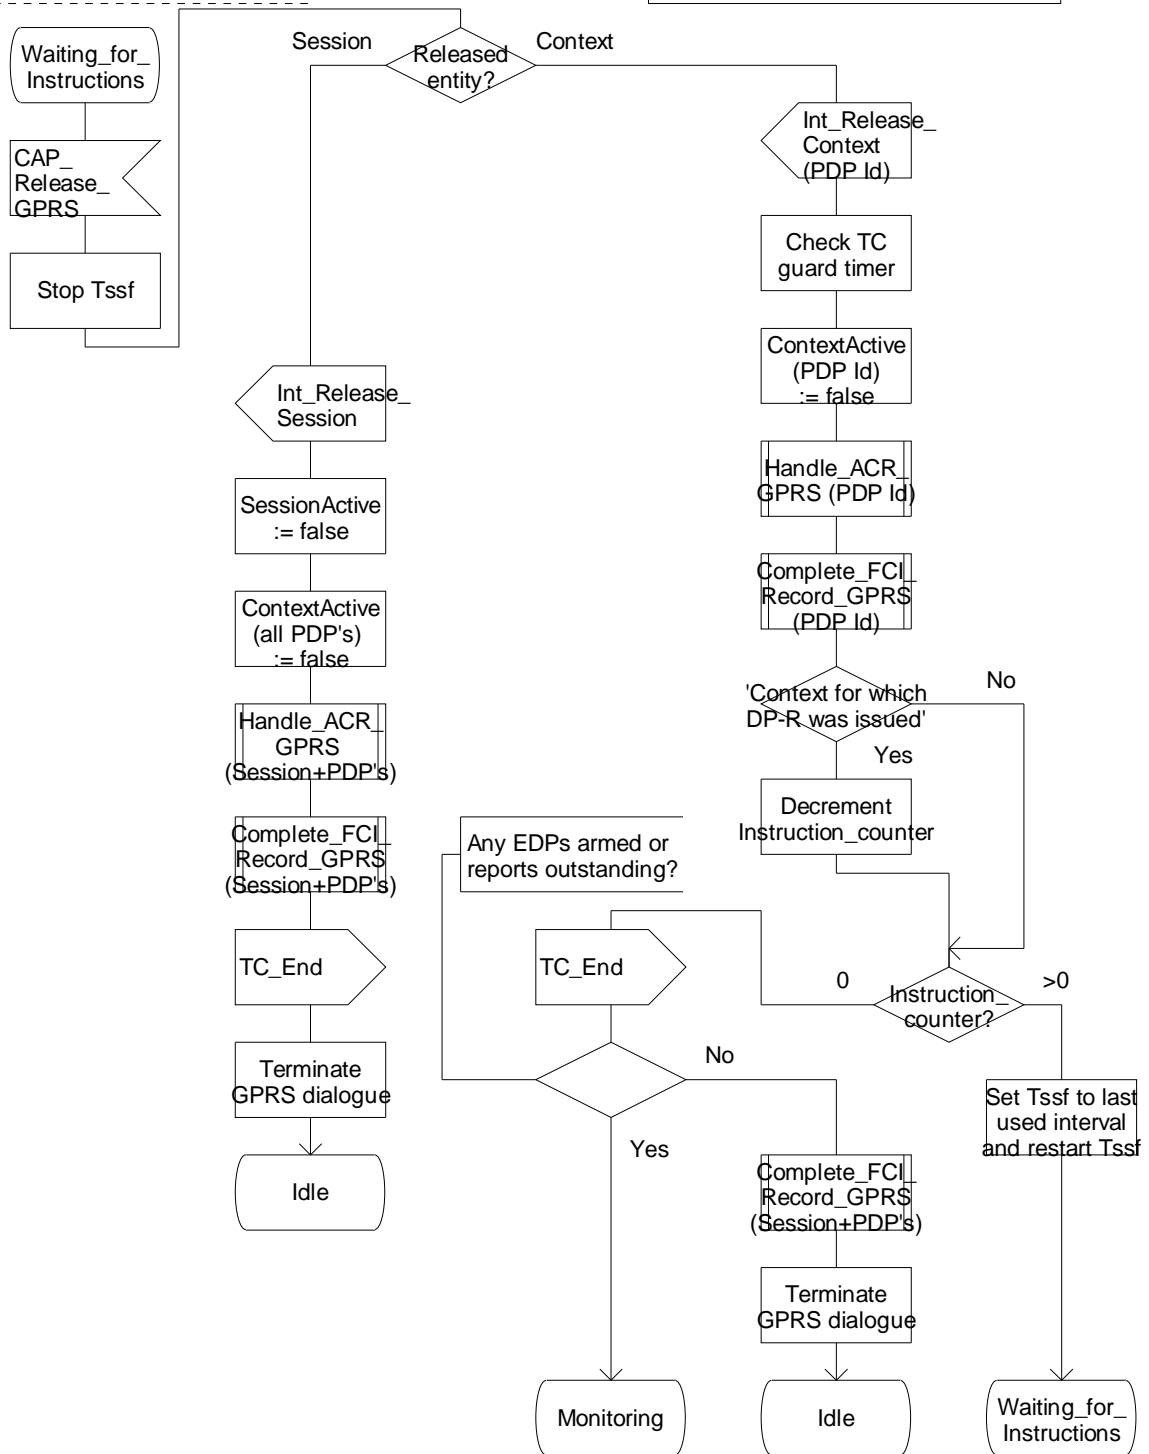 Waiting_for_
Instructions
CAP_
Release_
GPRS
Stop Tssf
Session
Released
entity?
Context
Int_Release_
Session
SessionActive
:= false
ContextActive
(all PDP's)
:= false
Handle_ACR_
GPRS
(Session+PDP's)
Complete_FCI_
Record_GPRS
(Session+PDP's)
TC_End
Terminate
GPRS dialogue
Idle
Int_Release_
Context
(PDP Id)
Check TC
guard timer
ContextActive
(PDP Id)
:= false
Handle_ACR_
GPRS (PDP Id)
Complete_FCI_
Record_GPRS
(PDP Id)
'Context for which
DP-R was issued'
No
Yes
Decrement
Instruction_counter
Instruction_
counter?
0
>0
TC_End
Any EDPs armed or
reports outstanding?
No
Yes
Monitoring
Complete_FCI_
Record_GPRS
(Session+PDP's)
Terminate
GPRS dialogue
Idle
Set Tssf to last
used interval
and restart Tssf
Waiting_for_
Instructions